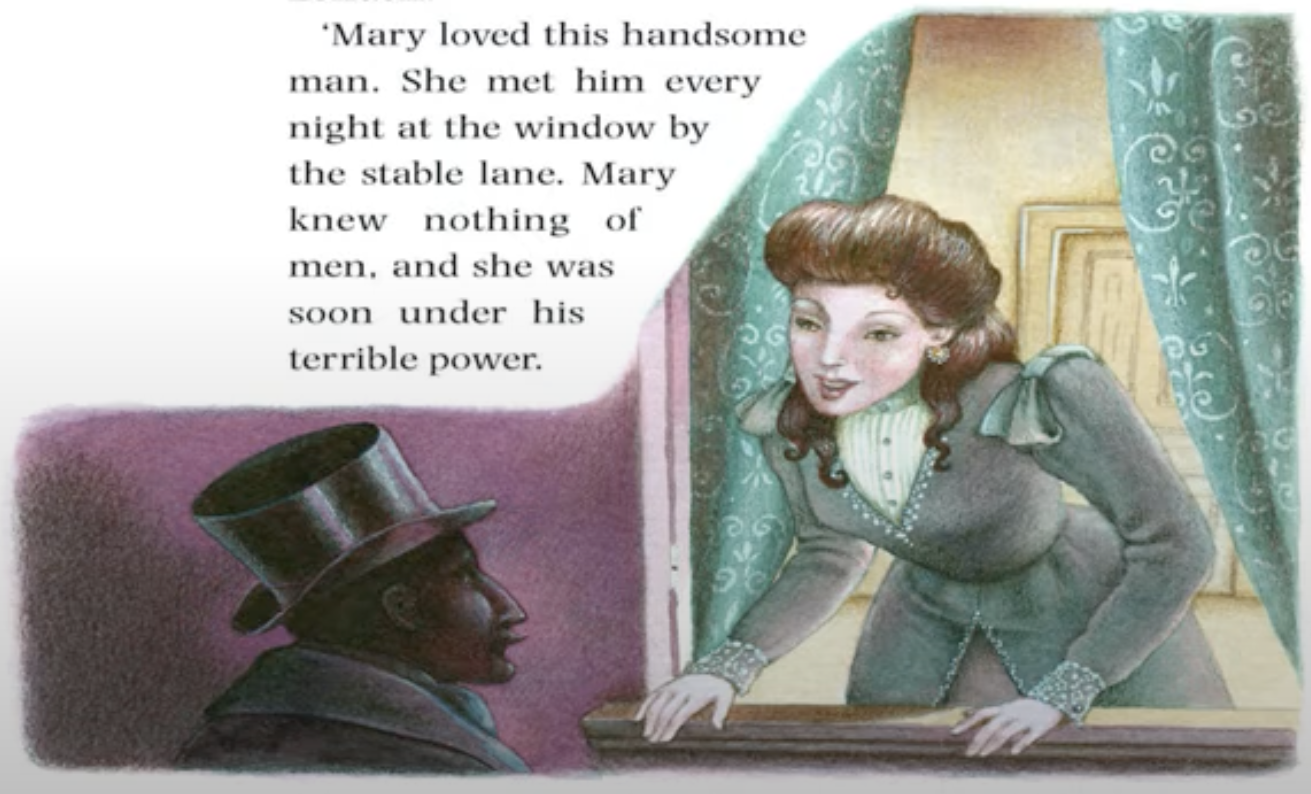 ‘Mary loved this handsome
man. She met him every
night at the window by
the stable lane. Mary
knew nothing of
men, and she was
soon under his
terrible power.